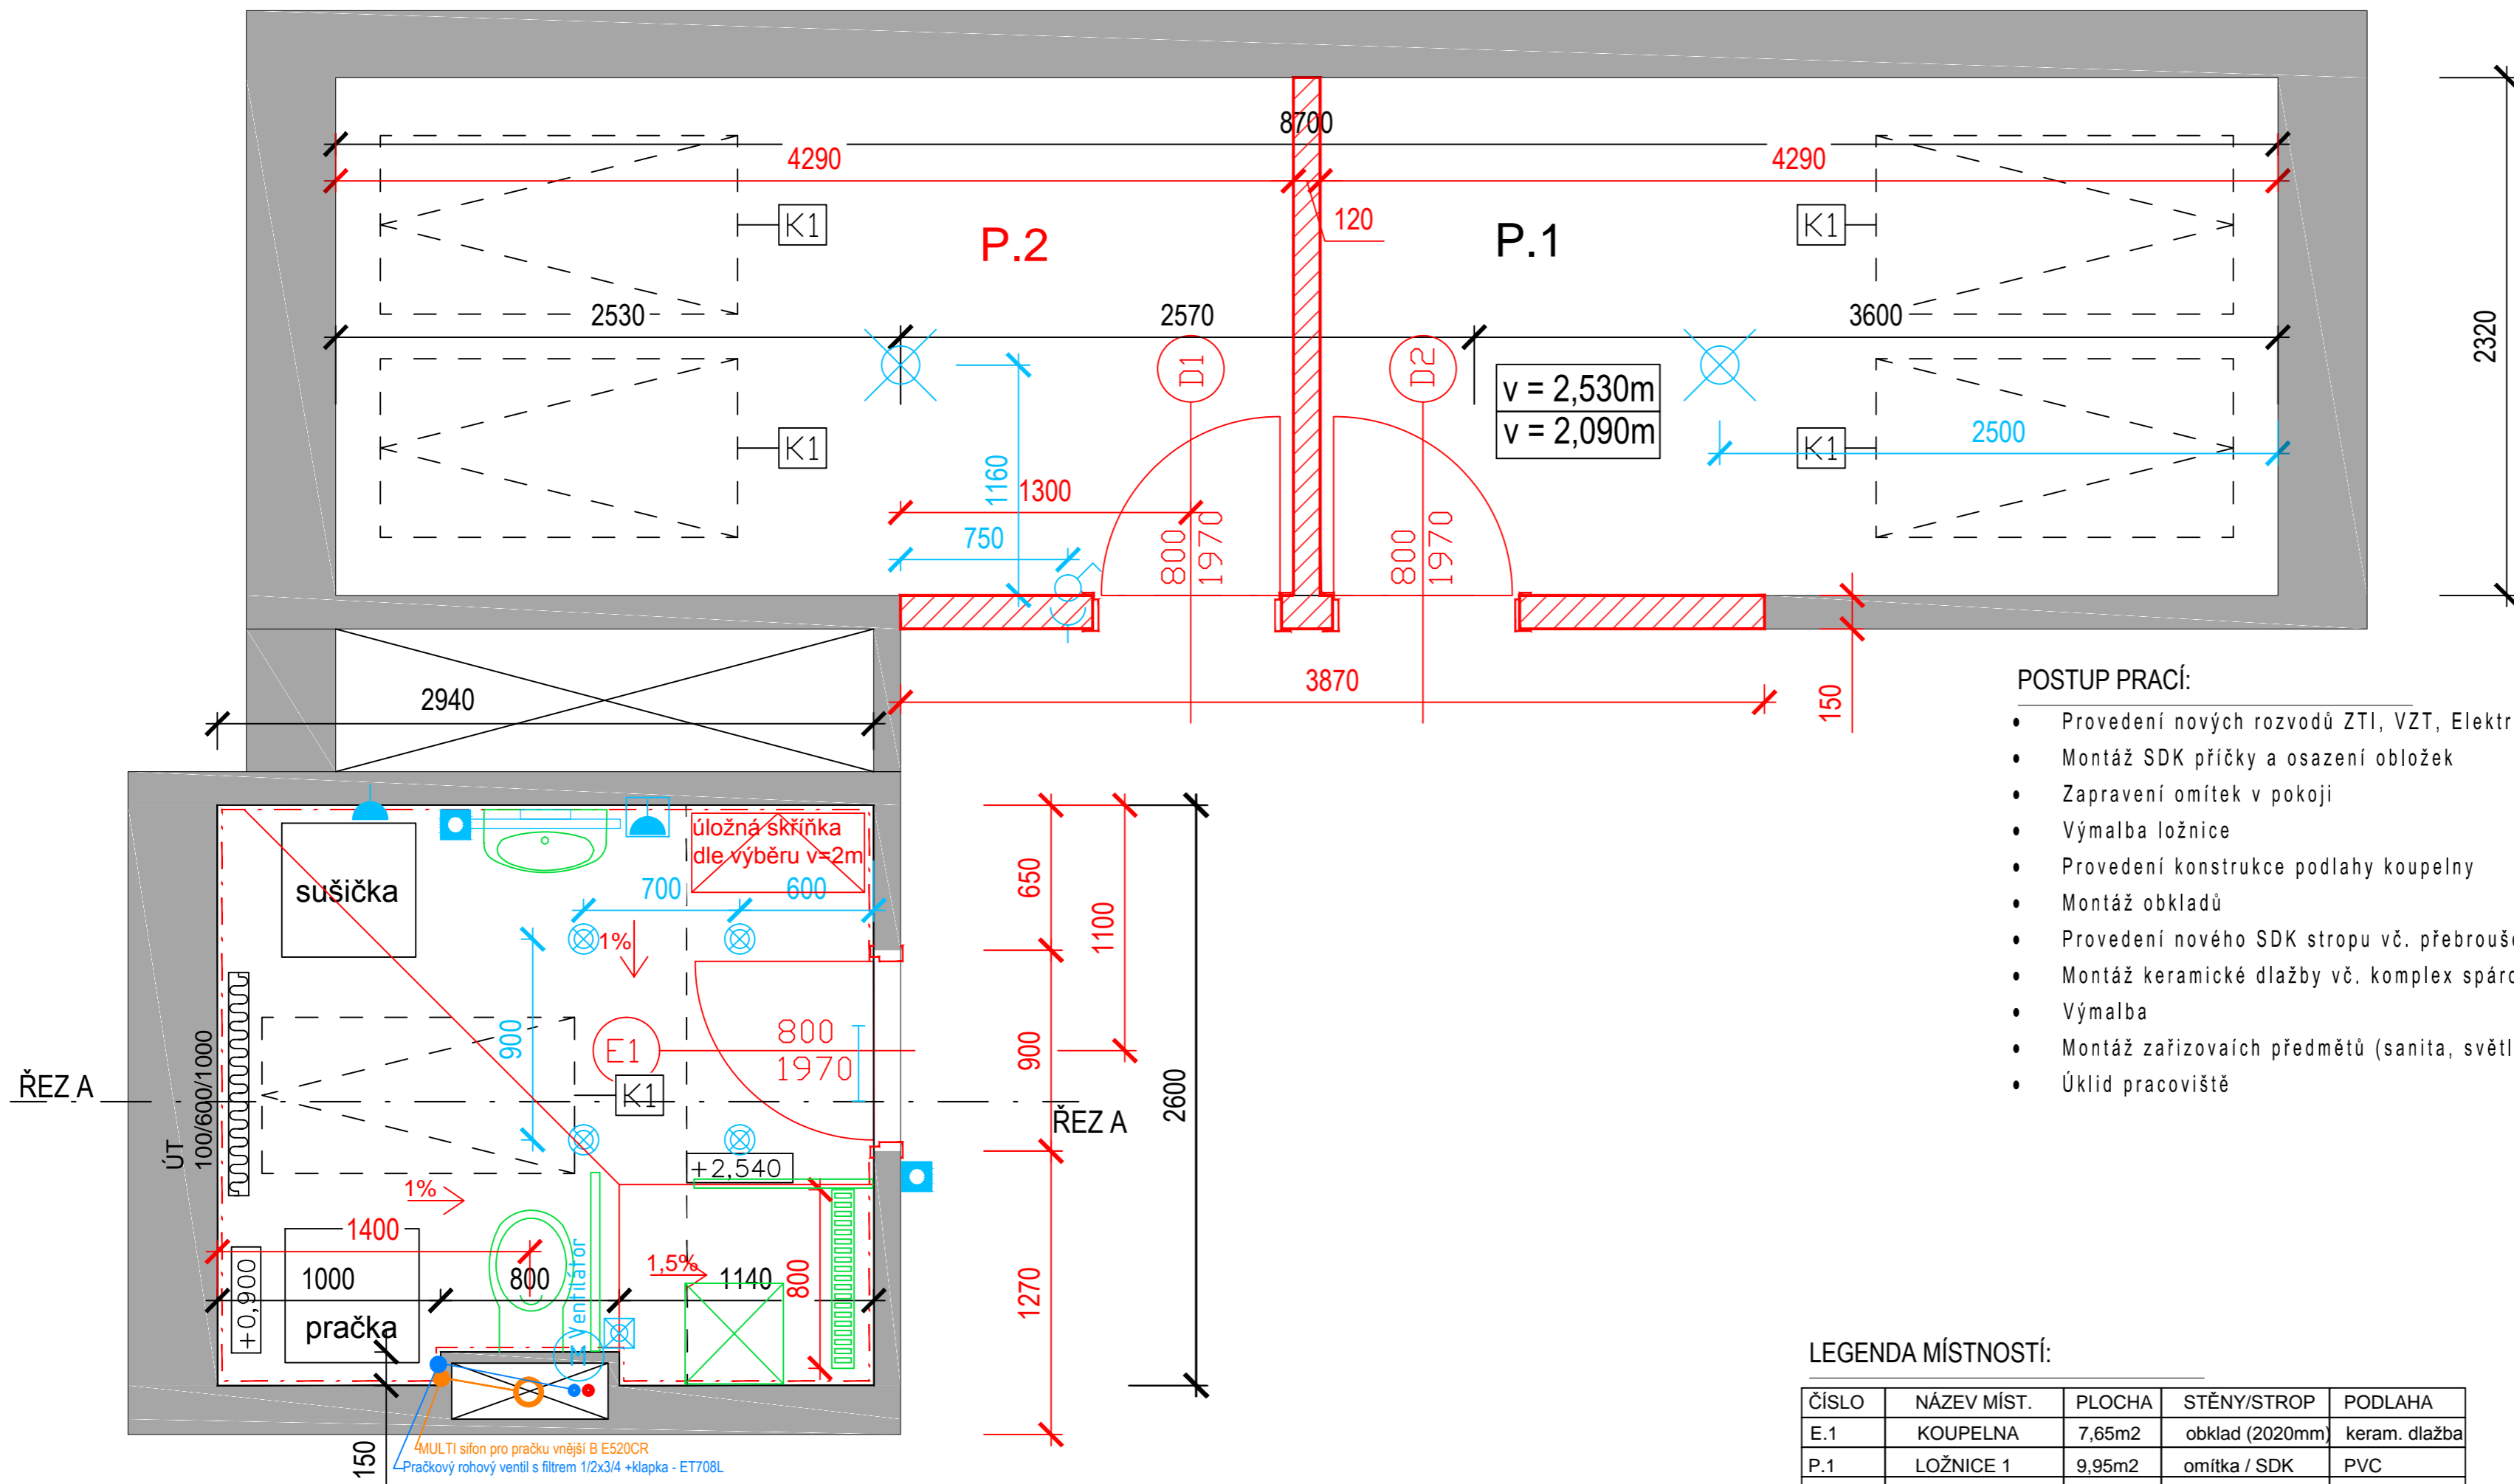 8700
4290
4290
120
K1
P.2
P.1
K1
2530
2570
3600
2320
D1
D2
v = 2,530m
v = 2,090m
K1
2500
K1
1160
1300
750
800
1970
800
1970
2940
3870
150
POSTUP PRACÍ:
• Provedení nových rozvodů ZTI, VZT, Elektr
• Montáž SDK příčky a osazení obložek
• Zapravení omítek v pokoji
• Výmalba ložnice
• Provedení konstrukce podlahy koupelny
• Montáž obkladů
• Provedení nového SDK stropu vč. přebrouš
• Montáž keramické dlažby vč. komplex spáro
• Výmalba
• Montáž zařizovaích předmětů (sanita, světl
• Úklid pracoviště
úložná skříňka
dle výběru v=2m
sušička
700
600
650
1100
1%
900
E1
800
1970
900
2600
K1
ŘEZ A
ŘEZ A
ÚT
100/600/1000
+2,540
1%
1400
1,5%
Ventilátor
+0,900
1000
800
1140
800
1270
pračka
M
150
MULTI sifon pro pračku vnější B E520CR
Pračkový rohový ventil s filtrem 1/2x3/4 +klapka - ET708L
LEGENDA MÍSTNOSTÍ:
ČÍSLO NÁZEV MÍST. PLOCHA STĚNY/STROP PODLAHA
E.1 KOUPELNA 7,65m2 obklad (2020mm) keram. dlažba
P.1 LOŽNICE 1 9,95m2 omítka / SDK PVC